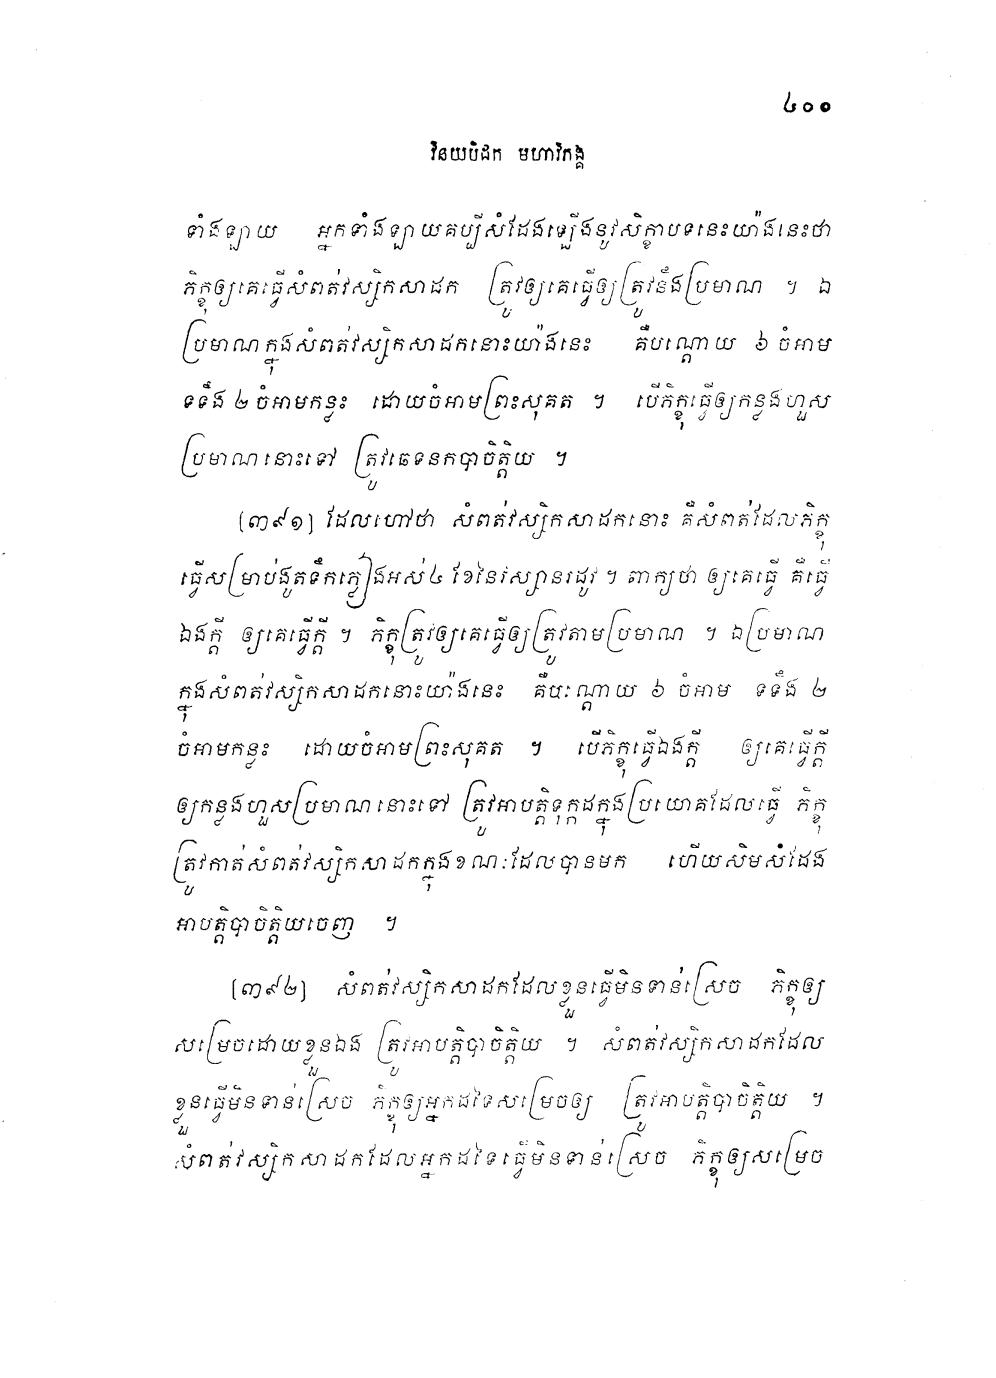 ៤០០
វិនយបិដក មហាវិភង្គ
ទាំងឡាយ អ្នកទាំងឡាយគប្បីសំដែងឡើងនូវសិក្ខាបទនេះយ៉ាងនេះថា
ភិក្ខុឲ្យគេធ្វើសំពត់វស្សិកសាដក ត្រូវឲ្យគេធ្វើឲ្យត្រូវនឹងប្រមាណ ។ ឯ
ប្រមាណក្នុងសំពត់វស្សិកសាដកនោះយ៉ាងនេះ គឺបណ្តោយ ៦ ចំអាម
ទទឹង ២ ចំអាមកន្លះ ដោយចំអាមព្រះសុគត ។ បើភិក្ខុធ្វើឲ្យកន្លងហួស
ប្រមាណនោះទៅ ត្រូវឆេទនកបាចិត្តិយ ។
(៣៩១) ដែលហៅថា សំពត់វស្សិកសាដកនោះ គឺសំពត់ដែលភិក្ខុ
ធ្វើសម្រាប់ងូតទឹកភ្លៀងអស់៤ ខែនៃវស្សានរដូវ ។ ពាក្យថា ឲ្យគេធ្វើ គឺធ្វើ
ឯងក្តី ឲ្យគេធ្វើក្តី ។ ភិក្ខុត្រូវឲ្យគេធ្វើឲ្យត្រូវតាមប្រមាណ ។ ឯប្រមាណ
ក្នុងសំពត់វស្សិកសាដកនោះយ៉ាងនេះ គឺបណ្តោយ ៦ ចំអាម ទទឹង ២
ចំអាមកន្លះ ដោយចំអាមព្រះសុគត ។ បើភិក្ខុធ្វើឯងក្តី ឲ្យគេធ្វើក្តី
ឲ្យកន្លងហួសប្រមាណនោះទៅ ត្រូវអាបត្តិទុក្កដក្នុងប្រយោគដែលធ្វើ ភិក្ខុ
ត្រូវកាត់សំពត់វស្សិកសាដកក្នុងខណៈដែលបានមក ហើយសិមសំដែង
អាបត្តិបាចិត្តិយចេញ ។
(៣៩២) សំពត់វស្សិកសាដកដែលខ្លួនធ្វើមិនទាន់ស្រេច ភិក្ខុឲ្យ
សម្រេចដោយខ្លួនឯង ត្រូវអាបត្តិបាចិត្តិយ ។ សំពត់វស្សិកសាដកដែល
ខ្លួនធ្វើមិនទាន់ស្រេច ភិក្ខុឲ្យអ្នកដទៃសម្រេចឲ្យ ត្រូវអាបត្តិបាចិត្តិយ ។
សំពត់វស្សិកសាដកដែលអ្នកដទៃធ្វើមិនទាន់ស្រេច ភិក្ខុឲ្យសម្រេច